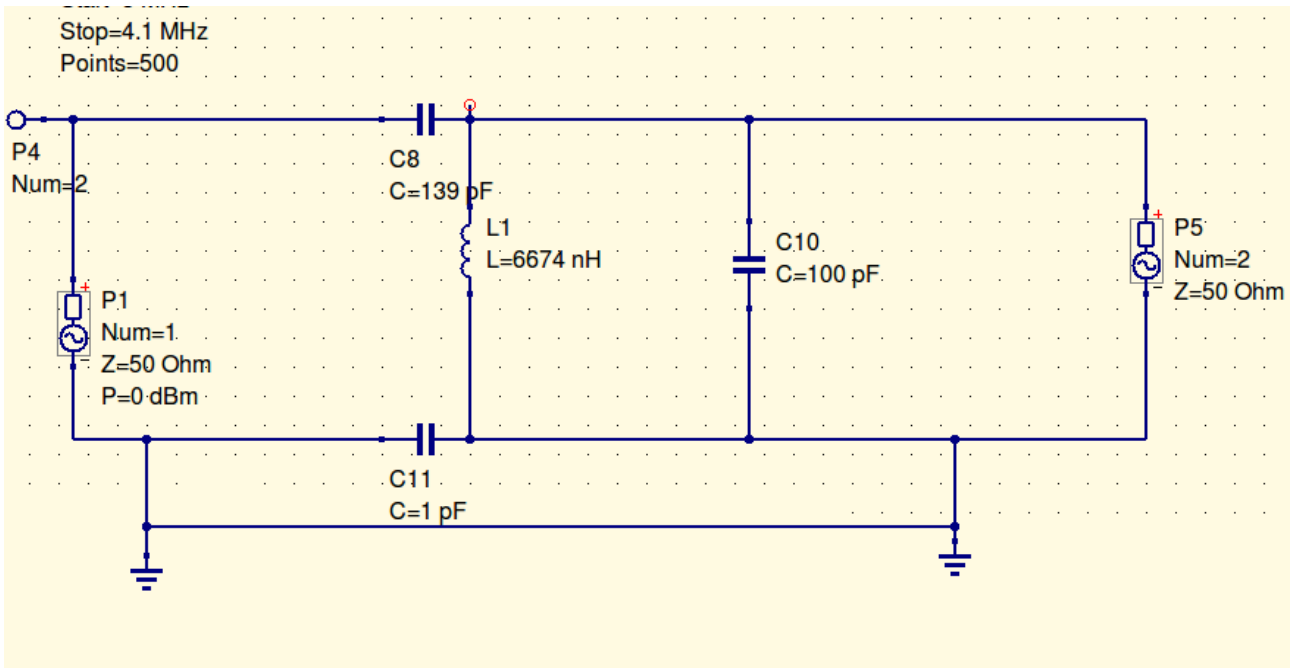 Stop=4.1 MHz
Points=500
P4
Num=2
C8
C=139 pF
L1
L=6674 nH
C10
C=100 pF
P5
Num=2
Z=50 Ohm
P1
Num=1
Z=50 Ohm
P=0 dBm
C11
C=1 pF